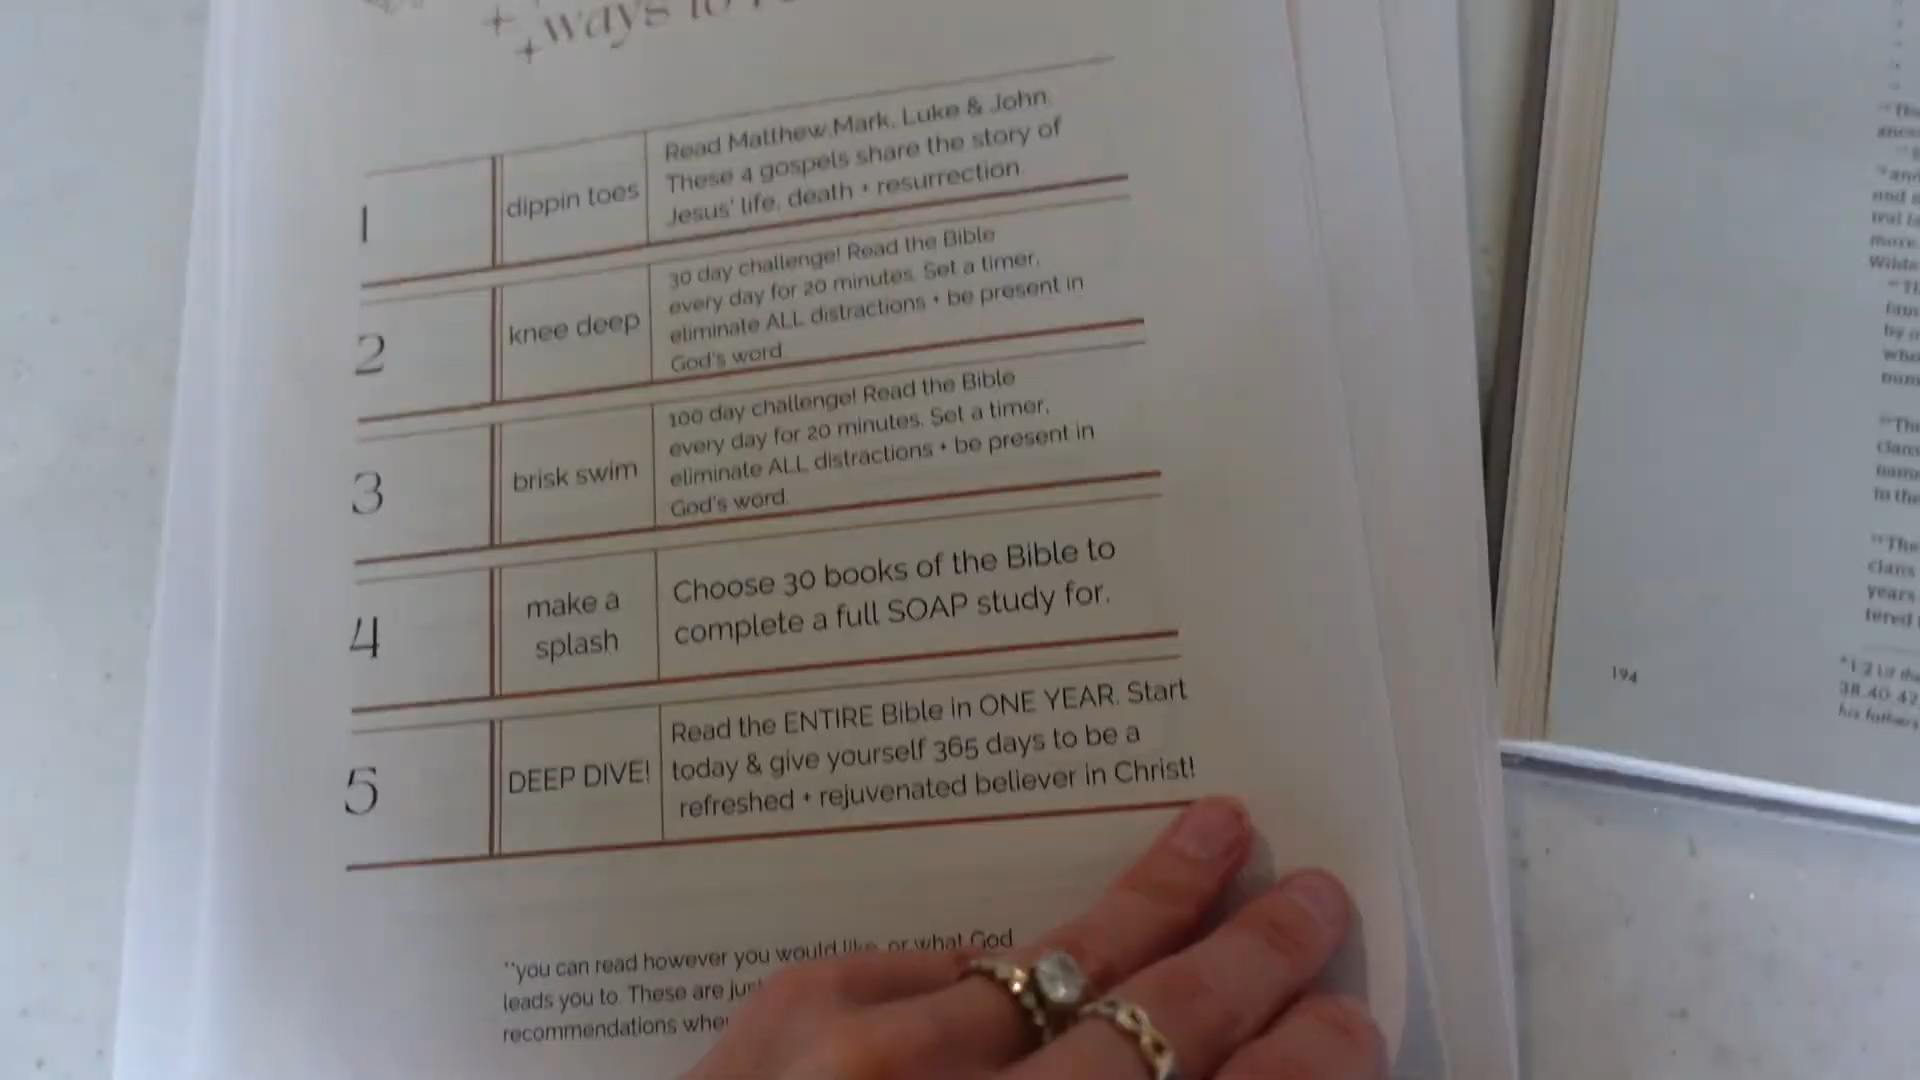 ways to
1
dippin toes
Read Matthew,Mark, Luke & John.
These 4 gospels share the story of
Jesus' life, death + resurrection.
2
knee deep
30 day challenge! Read the Bible
every day for 20 minutes. Set a timer,
eliminate ALL distractions + be present in
God's word.
3
brisk swim
100 day challenge! Read the Bible
every day for 20 minutes. Set a timer,
eliminate ALL distractions + be present in
God's word.
4
make a
splash
Choose 30 books of the Bible to
complete a full SOAP study for.
5
DEEP DIVE!
Read the ENTIRE Bible in ONE YEAR. Start
today & give yourself 365 days to be a
refreshed + rejuvenated believer in Christ!
**you can read however you would like, or what God
leads you to. These are
recommendations
194
clans
years
in the